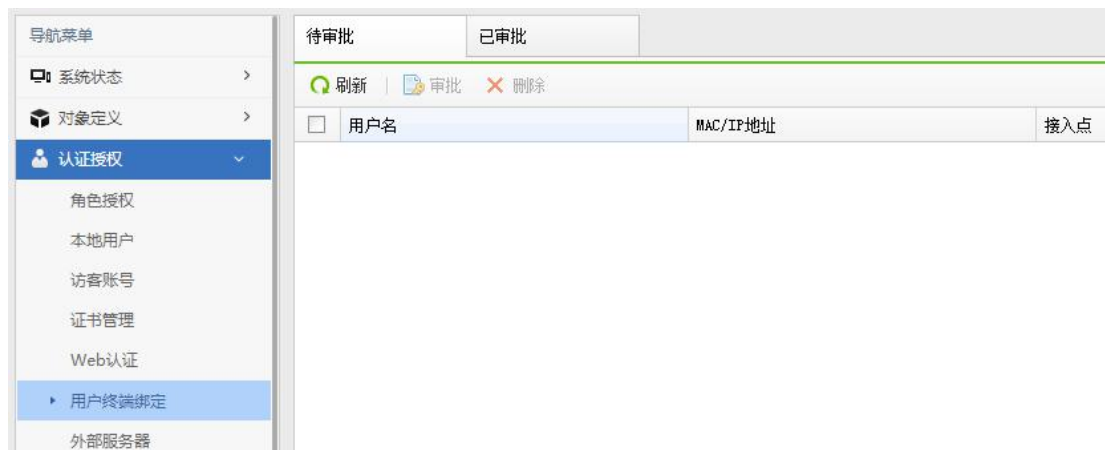 导航菜单
系统状态
对象定义
认证授权
角色授权
本地用户
访客账号
证书管理
Web认证
用户终端绑定
外部服务器
待审批 已审批
刷新 审批 删除
用户名 MAC/IP地址 接入点